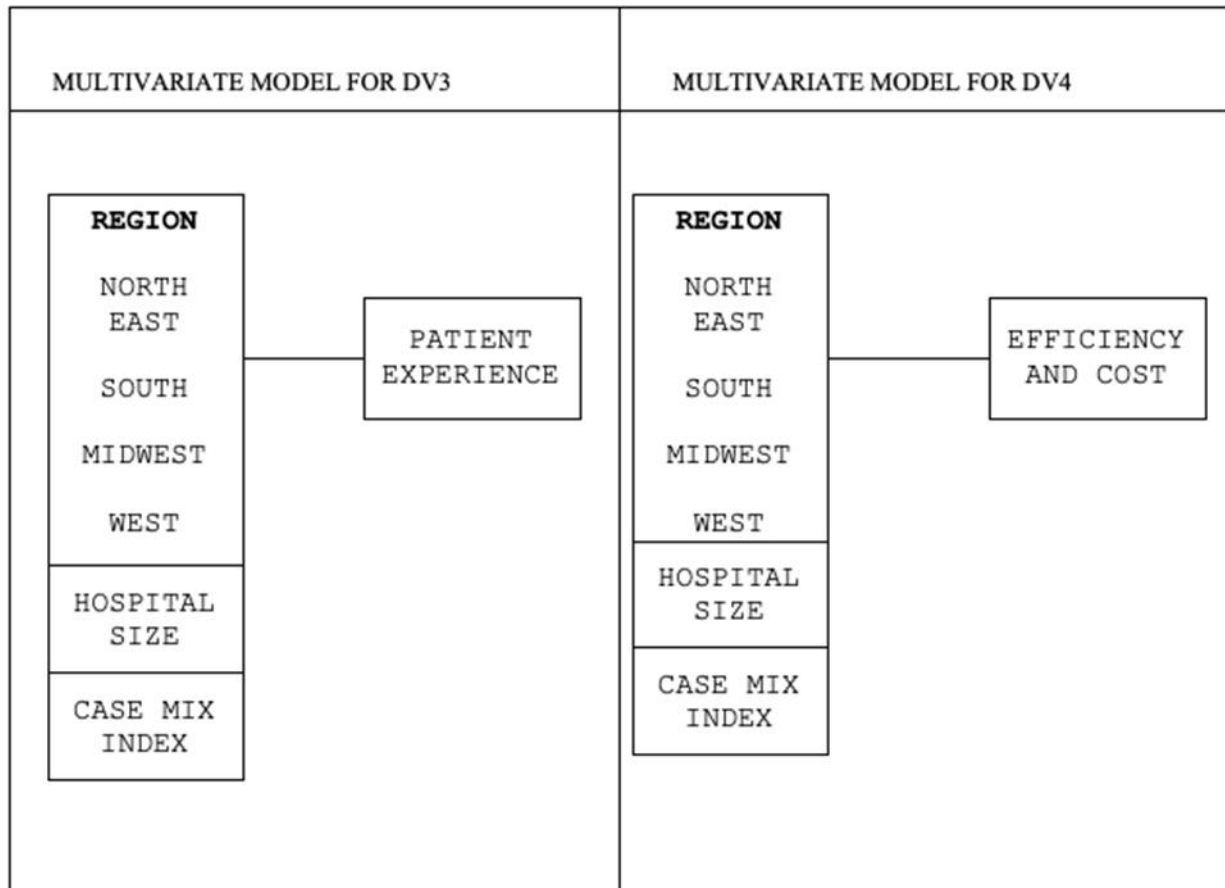 MULTIVARIATE MODEL FOR DV3
REGION
NORTH
EAST
SOUTH
MIDWEST
WEST
HOSPITAL
SIZE
CASE MIX
INDEX
PATIENT
EXPERIENCE
MULTIVARIATE MODEL FOR DV4
REGION
NORTH
EAST
SOUTH
MIDWEST
WEST
HOSPITAL
SIZE
CASE MIX
INDEX
EFFICIENCY
AND COST